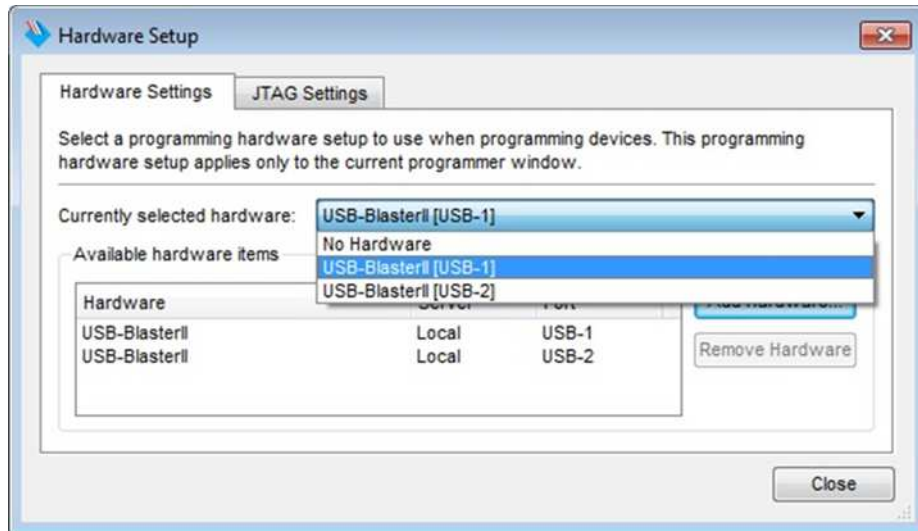 Hardware Setup
Hardware Settings
JTAG Settings
Select a programming hardware setup to use when programming devices. This programming
hardware setup applies only to the current programmer window.
Currently selected hardware:
USB-BlasterII [USB-1]
No Hardware
USB-BlasterII [USB-1]
USB-BlasterII [USB-2]
Available hardware items
Hardware
USB-BlasterII Local USB-1
USB-BlasterII Local USB-2
Remove Hardware
Close